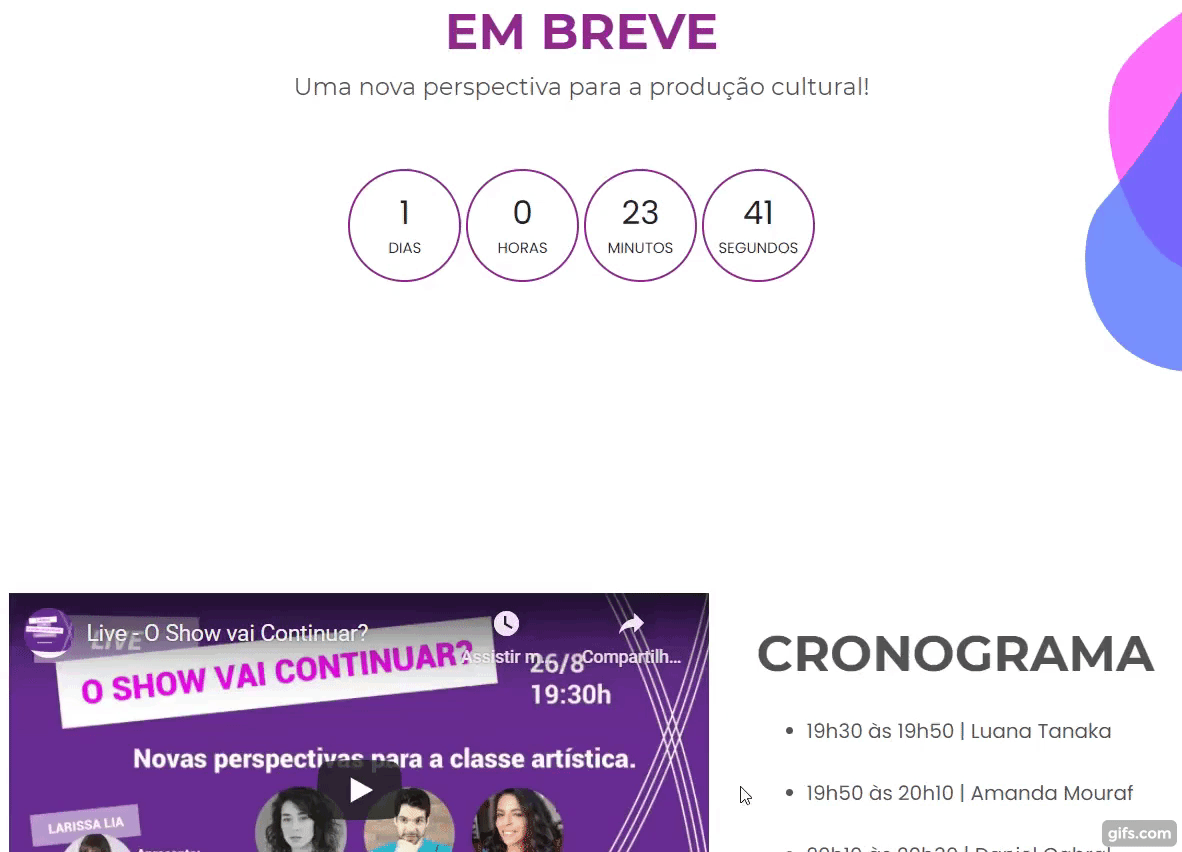 EM BREVE
Uma nova perspectiva para a produção cultural!
1
DIAS
0
HORAS
23
MINUTOS
41
SEGUNDOS
Live - O Show vai Continuar?
LIVE
O SHOW VAI CONTINUAR?
Assistir m...
Compartilh...
26/8
19:30h
Novas perspectivas para a classe artística.
LARISSA LIA
CRONOGRAMA
19h30 às 19h50 | Luana Tanaka
19h50 às 20h10 | Amanda Mouraf
gifs.com